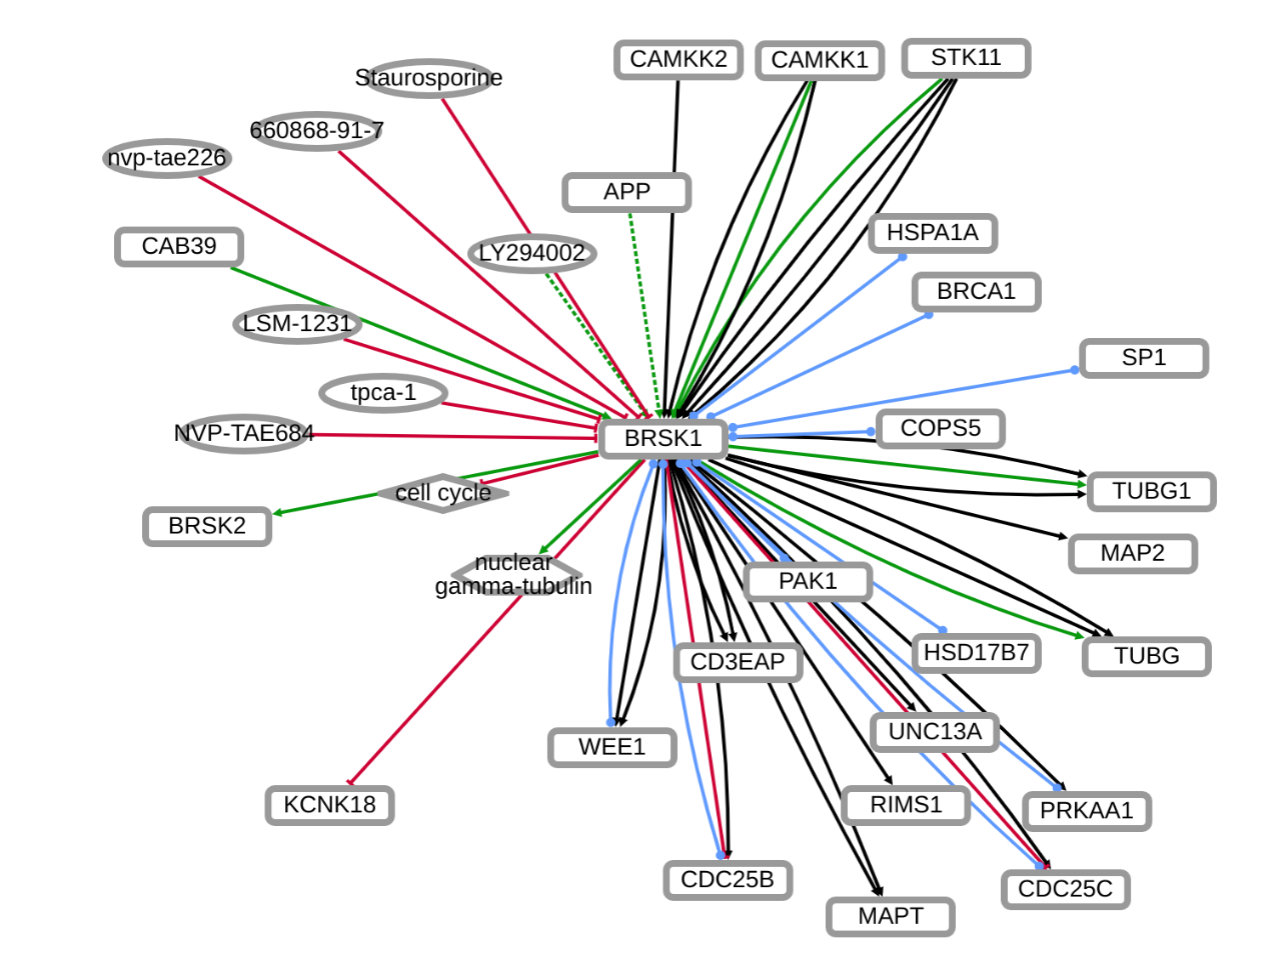 CAMKK2
CAMKK1
STK11
Staurosporine
660868-91-7
nvp-tae226
APP
HSPA1A
CAB39
LY294002
BRCA1
LSM-1231
SP1
tpca-1
COPS5
NVP-TAE684
BRSK1
cell cycle
TUBG1
BRSK2
MAP2
nuclear
gamma-tubulin
PAK1
HSD17B7
TUBG
CD3EAP
UNC13A
WEE1
KCNK18
RIMS1
PRKAA1
CDC25B
CDC25C
MAPT